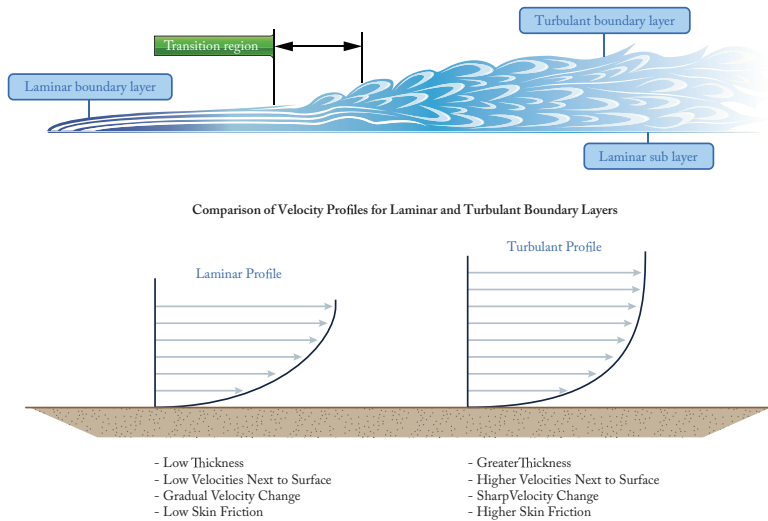 Turbulant boundary layer
Transition region
Laminar boundary layer
Laminar sub layer
Comparison of Velocity Profiles for Laminar and Turbulant Boundary Layers
Turbulant Profile
Laminar Profile
- Low Thickness
- Low Velocities Next to Surface
- Gradual Velocity Change
- Low Skin Friction
- GreaterThickness
- Higher Velocities Next to Surface
- SharpVelocity Change
- Higher Skin Friction